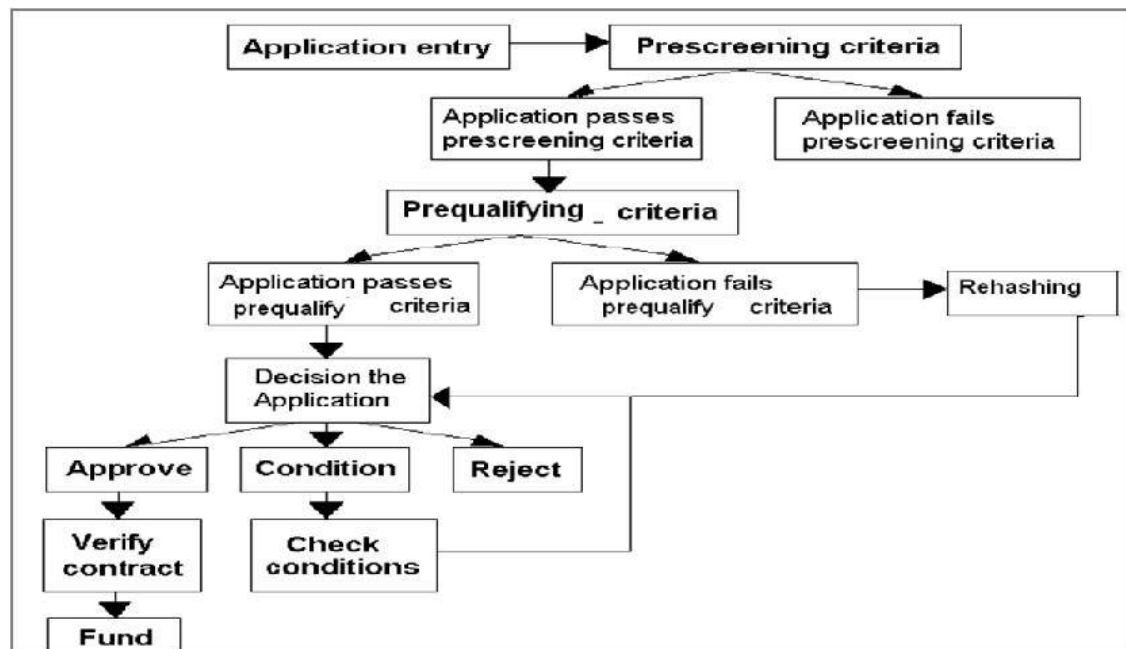 Application entry
Prescreening criteria
Application passes
prescreening criteria
Application fails
prescreening criteria
Prequalifying _ criteria
Application passes
prequalify criteria
Application fails
prequalify criteria
Rehashing
Decision the
Application
Approve
Condition
Reject
Verify
contract
Check
conditions
Fund